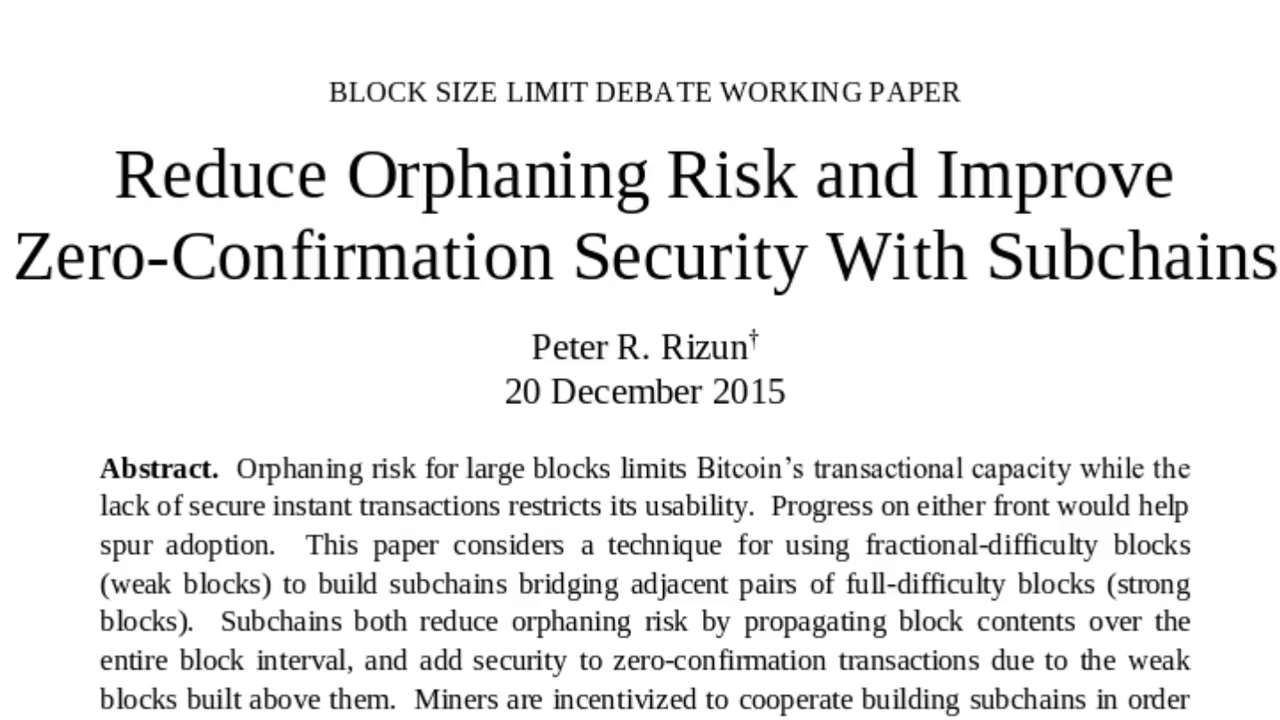 BLOCK SIZE LIMIT DEBATE WORKING PAPER
Reduce Orphaning Risk and Improve
Zero-Confirmation Security With Subchains
Peter R. Rizun†
20 December 2015
Abstract. Orphaning risk for large blocks limits Bitcoin’s transactional capacity while the
lack of secure instant transactions restricts its usability. Progress on either front would help
spur adoption. This paper considers a technique for using fractional-difficulty blocks
(weak blocks) to build subchains bridging adjacent pairs of full-difficulty blocks (strong
blocks). Subchains both reduce orphaning risk by propagating block contents over the
entire block interval, and add security to zero-confirmation transactions due to the weak
blocks built above them. Miners are incentivized to cooperate building subchains in order